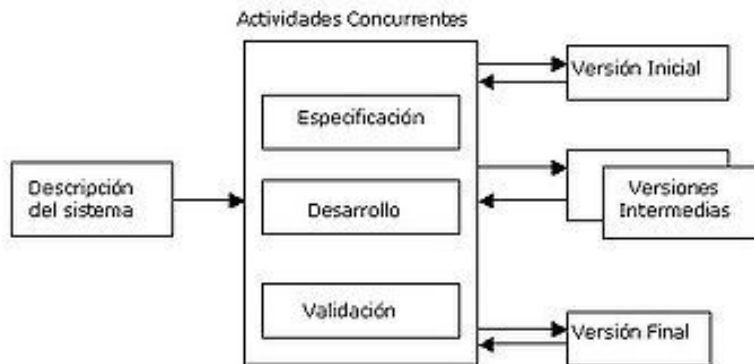 Actividades Concurrentes
Versión Inicial
Especificación
Descripción
del sistema
Desarrollo
Versiones
Intermedias
Validación
Versión Final